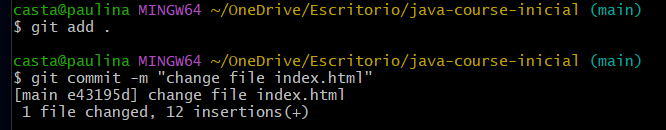 casta@paulina MINGW64 ~/OneDrive/Escritorio/java-course-inicial (main)
$ git add .
casta@paulina MINGW64 ~/OneDrive/Escritorio/java-course-inicial (main)
$ git commit -m "change file index.html"
[main e43195d] change file index.html
 1 file changed, 12 insertions(+)